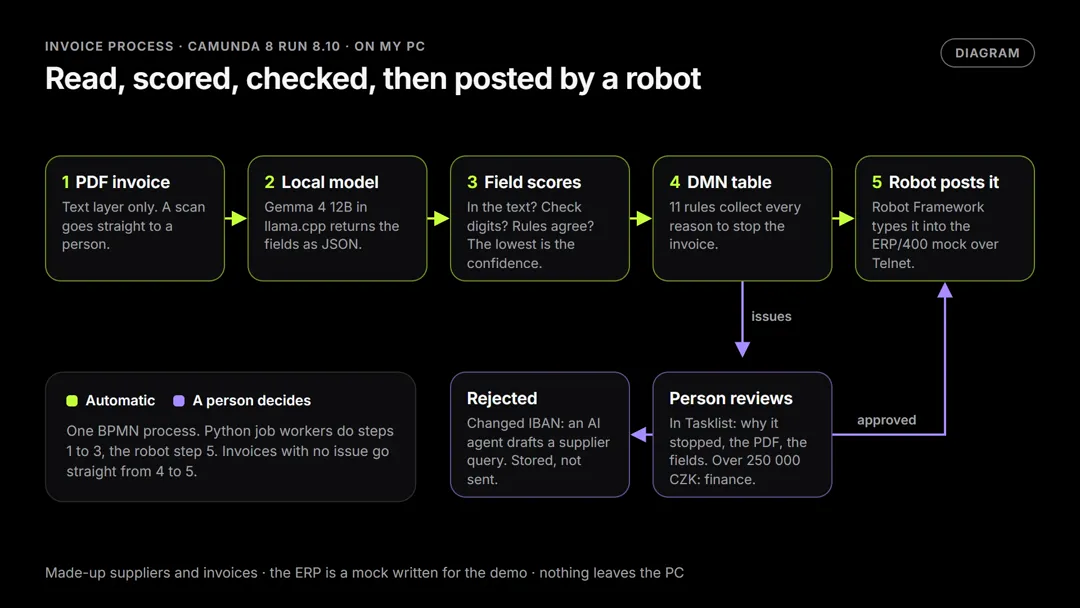 INVOICE PROCESS · CAMUNDA 8 RUN 8.10 · ON MY PC
DIAGRAM
Read, scored, checked, then posted by a robot
1 PDF invoice
Text layer only. A scan
goes straight to a
person.
2 Local model
Gemma 4 12B in
llama.cpp returns the
fields as JSON.
3 Field scores
In the text? Check
digits? Rules agree?
The lowest is the
confidence.
4 DMN table
11 rules collect every
reason to stop the
invoice.
5 Robot posts it
Robot Framework
types it into the
ERP/400 mock over
Telnet.
issues
Automatic
A person decides
One BPMN process. Python job workers do steps
1 to 3, the robot step 5. Invoices with no issue go
straight from 4 to 5.
Rejected
Changed IBAN: an AI
agent drafts a supplier
query. Stored, not
sent.
Person reviews
In Tasklist: why it
stopped, the PDF, the
fields. Over 250 000
CZK: finance.
approved
Made-up suppliers and invoices · the ERP is a mock written for the demo · nothing leaves the PC